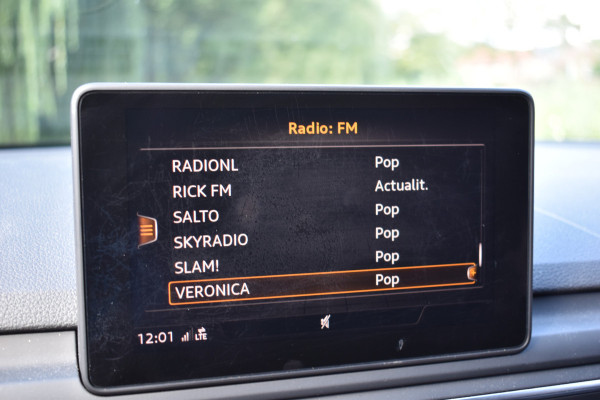 Radio: FM
RADIONL Pop
RICK FM Actualit.
SALTO Pop
SKYRADIO Pop
SLAM! Pop
VERONICA Pop
12:01 LTE